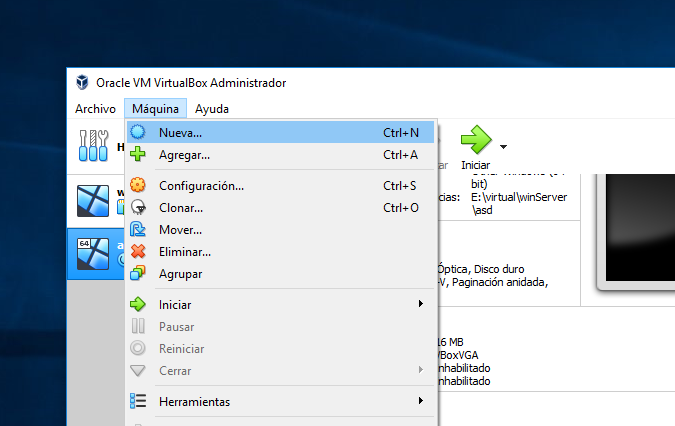 Oracle VM VirtualBox Administrador
Archivo Máquina Ayuda
Nueva... Ctrl+N
Agregar... Ctrl+A
Configuración... Ctrl+S
Clonar... Ctrl+O
Mover...
Eliminar...
Agrupar
Iniciar
Pausar
Reiniciar
Cerrar
Herramientas
H
64
Iniciar
bit)
cias: E:\virtual\winServer
\asd
Óptica, Disco duro
-V, Paginación anidada,
16 MB
BoxVGA
nhabilitado
nhabilitado